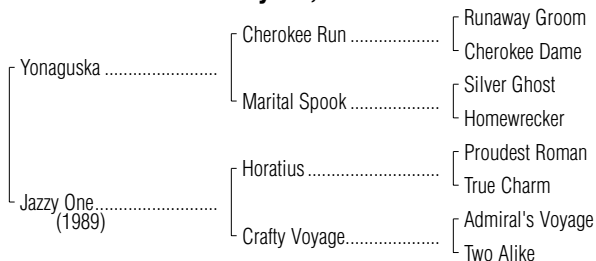 Runaway Groom
Cherokee Run ....................
Cherokee Dame
Yonaguska ........................
Silver Ghost
Marital Spook ...................
Homewrecker
Proudest Roman
Horatius ............................
True Charm
Jazzy One..........................
(1989)
Admiral's Voyage
Crafty Voyage....................
Two Alike